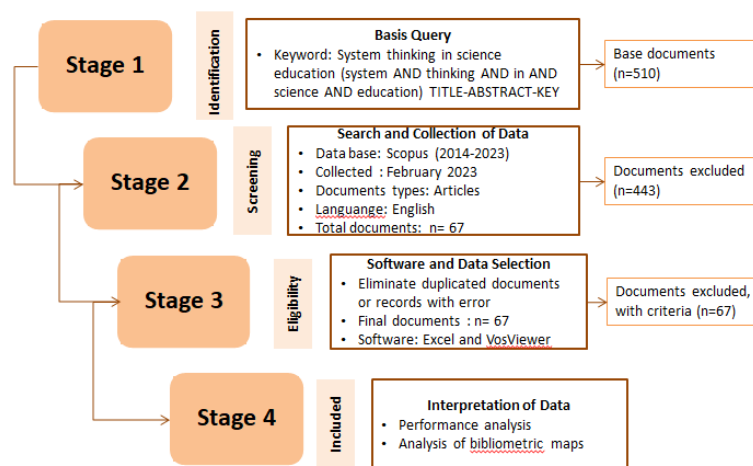 Stage 1
Identification
Basis Query
• Keyword: System thinking in science
education (system AND thinking AND in AND
science AND education) TITLE-ABSTRACT-KEY
Base documents
(n=510)
Stage 2
Screening
Search and Collection of Data
• Data base: Scopus (2014-2023)
• Collected : February 2023
• Documents types: Articles
• Languange: English
• Total documents: n= 67
Documents excluded
(n=443)
Stage 3
Eligibility
Software and Data Selection
• Eliminate duplicated documents
or records with error
• Final documents : n= 67
• Software: Excel and VosViewer
Documents excluded,
with criteria (n=67)
Stage 4
Included
Interpretation of Data
• Performance analysis
• Analysis of bibliometric maps